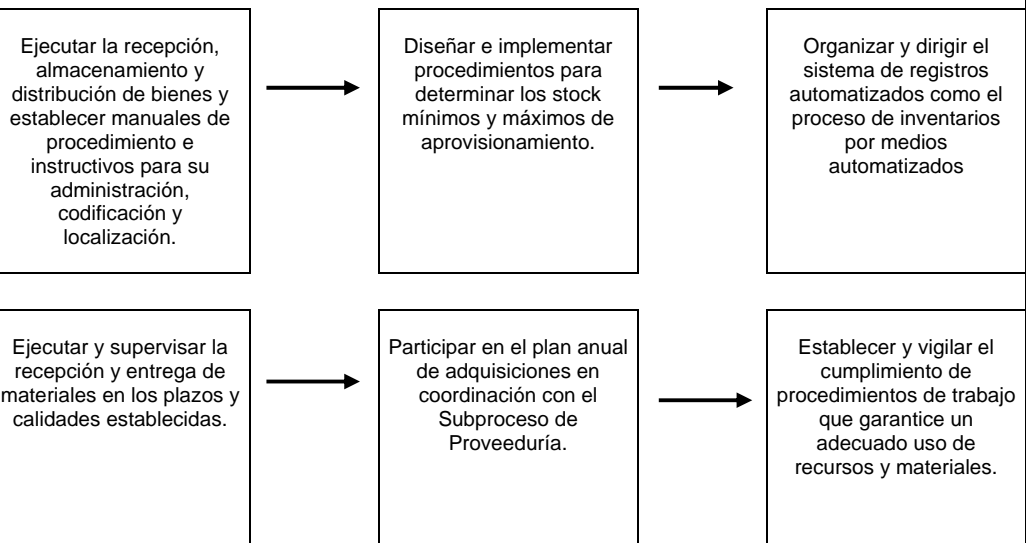 Ejecutar la recepción,
almacenamiento y
distribución de bienes y
establecer manuales de
procedimiento e
instructivos para su
administración,
codificación y
localización.
Diseñar e implementar
procedimientos para
determinar los stock
mínimos y máximos de
aprovisionamiento.
Organizar y dirigir el
sistema de registros
automatizados como el
proceso de inventarios
por medios
automatizados
Ejecutar y supervisar la
recepción y entrega de
materiales en los plazos y
calidades establecidas.
Participar en el plan anual
de adquisiciones en
coordinación con el
Subproceso de
Proveeduría.
Establecer y vigilar el
cumplimiento de
procedimientos de trabajo
que garantice un
adecuado uso de
recursos y materiales.